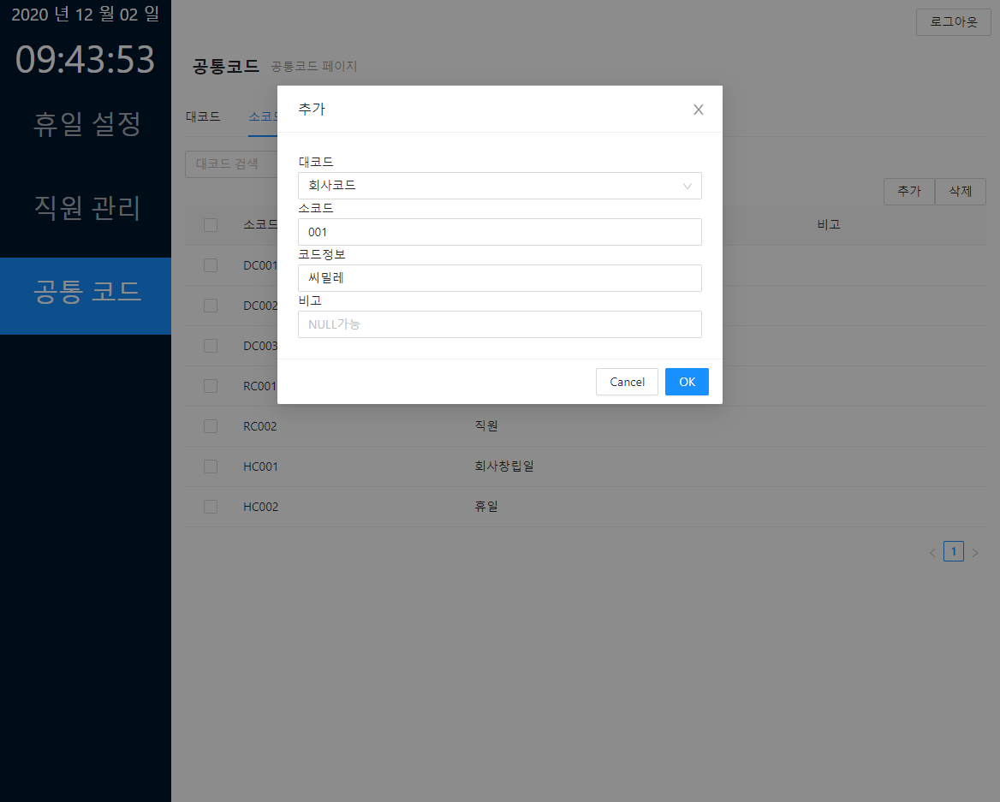 2020 년 12 월 02 일
09:43:53
휴일 설정
직원 관리
공통 코드
로그아웃
공통코드 공통코드 페이지
대코드 소코드
대코드 검색
추가 삭제
소코드 비고
DC001
DC002
DC003
RC001
RC002 직원
HC001 회사창립일
HC002 휴일
1
추가
대코드
회사코드
소코드
001
코드정보
씨밀레
비고
NULL가능
Cancel OK